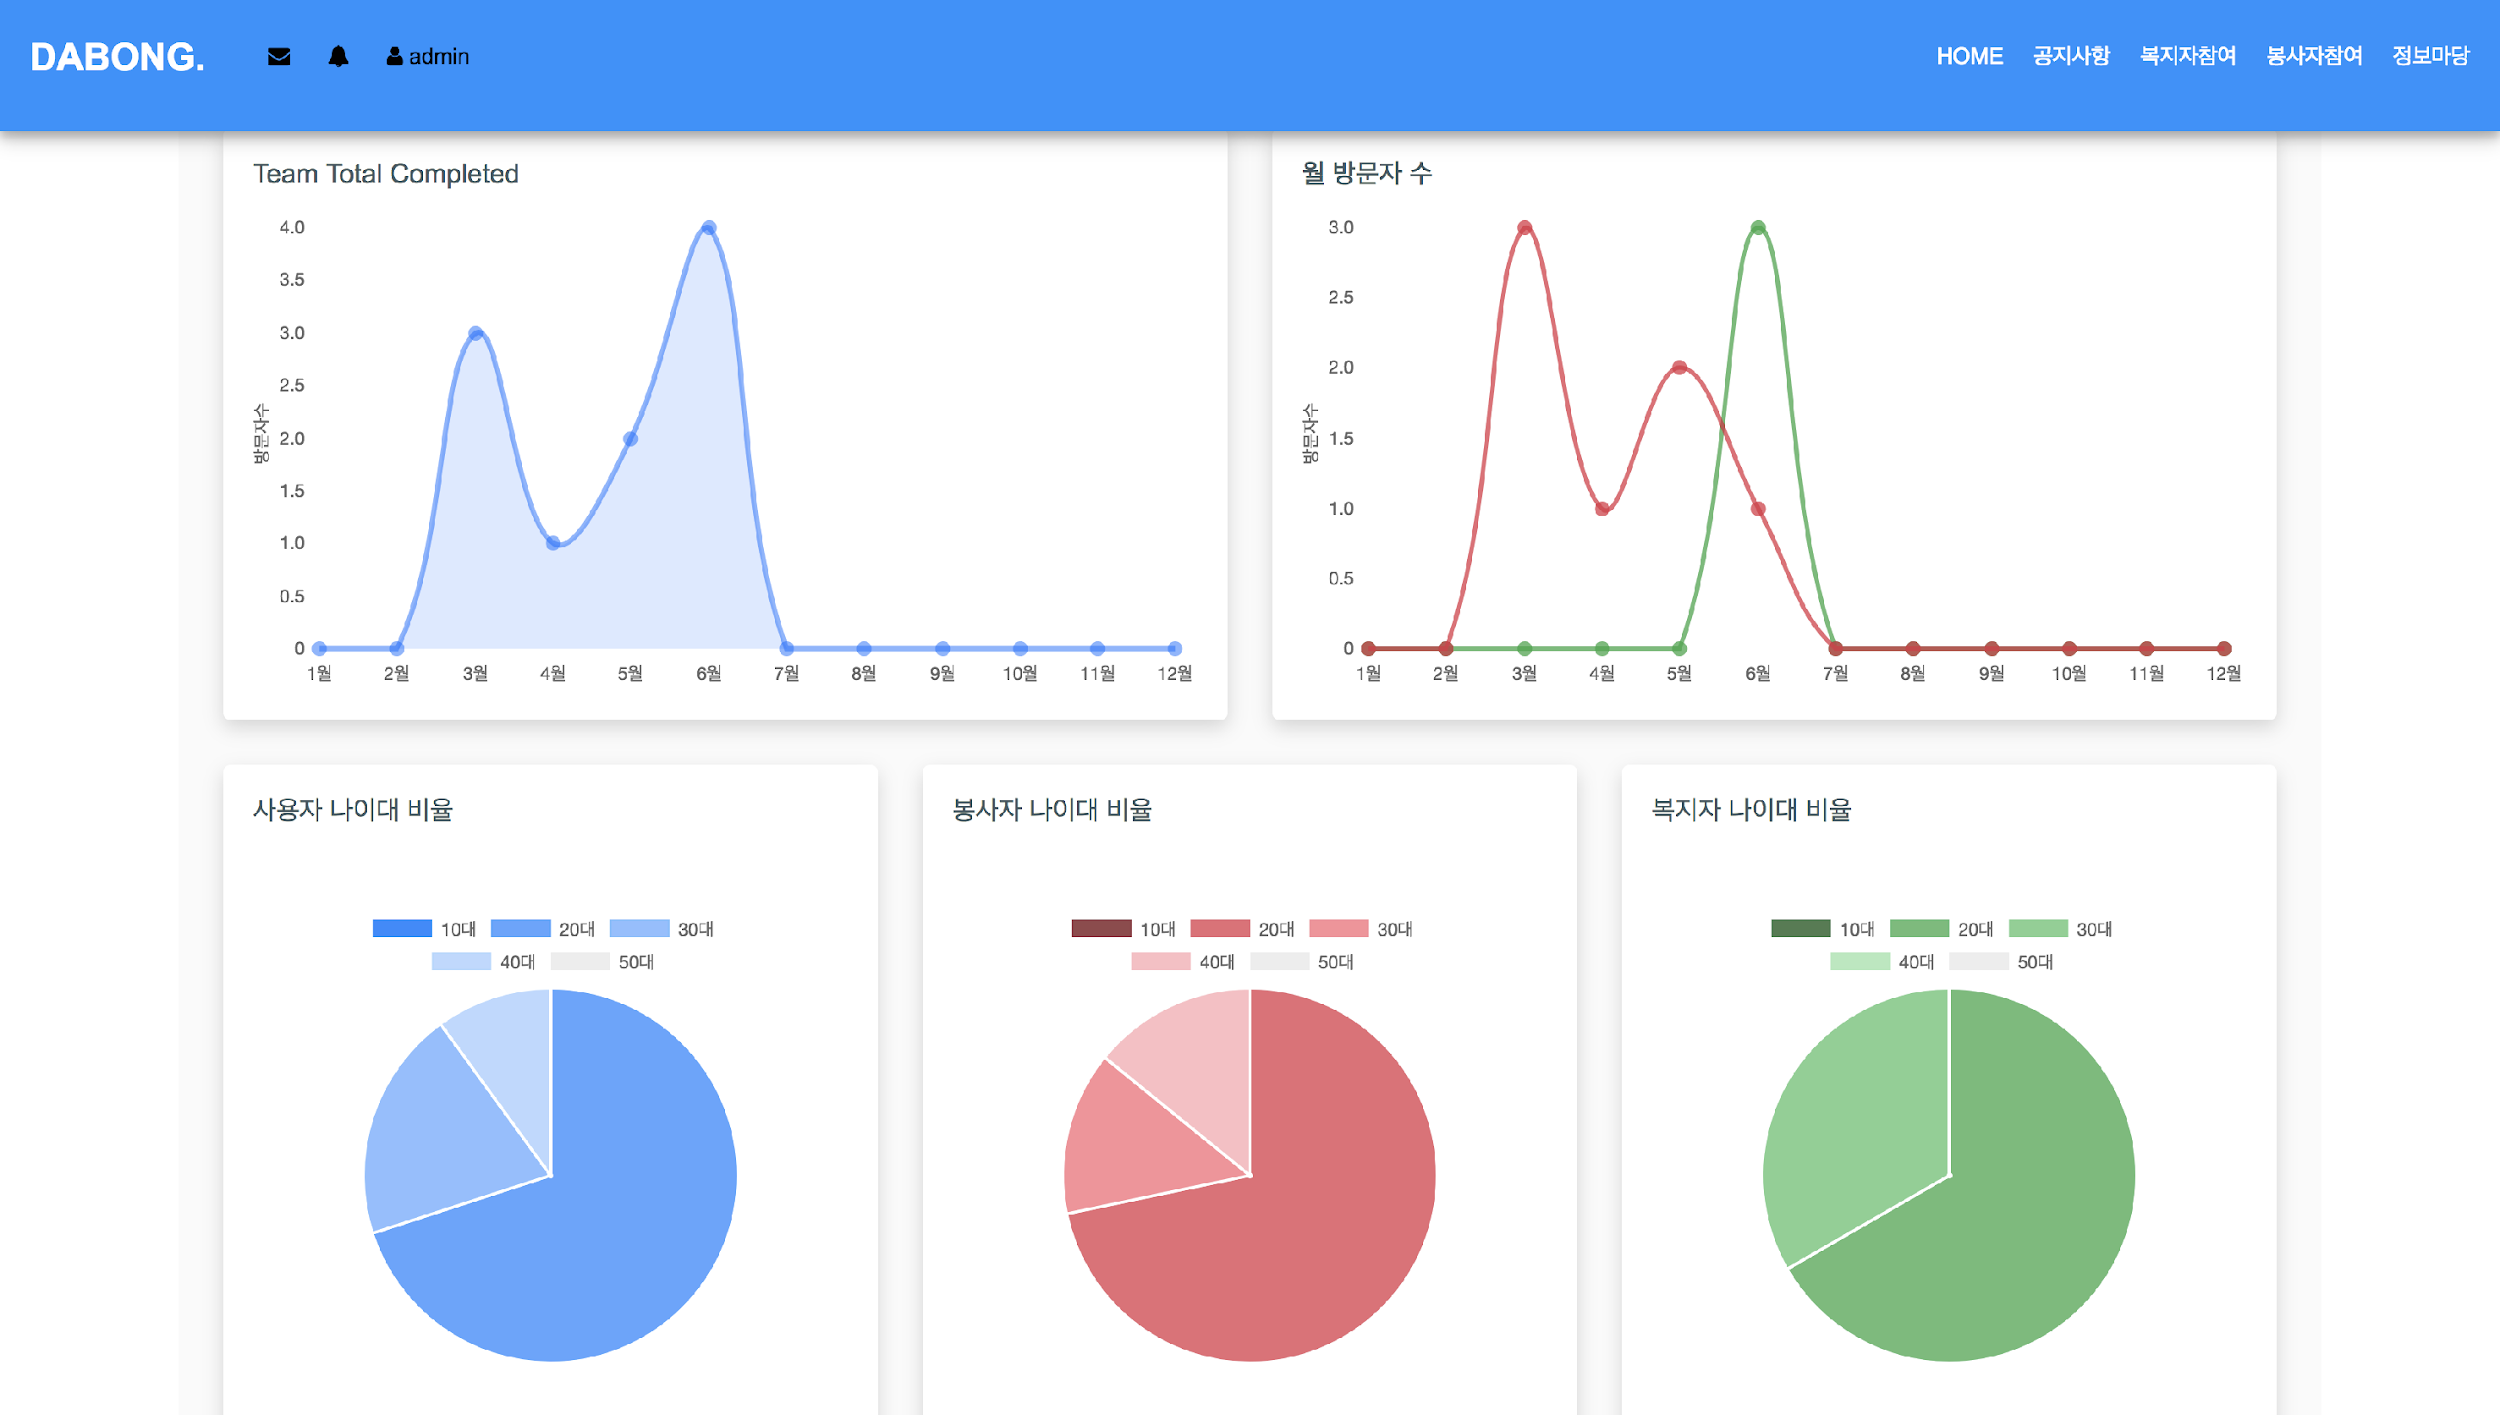 DABONG. admin HOME 공지사항 복지자참여 봉사자참여 정보마당
Team Total Completed
4.0
3.5
3.0
2.5
2.0
1.5
1.0
0.5
0
방문자수
1월 2월 3월 4월 5월 6월 7월 8월 9월 10월 11월 12월
월 방문자 수
3.0
2.5
2.0
1.5
1.0
0.5
0
방문자수
1월 2월 3월 4월 5월 6월 7월 8월 9월 10월 11월 12월
사용자 나이대 비율
10대 20대 30대
40대 50대
봉사자 나이대 비율
10대 20대 30대
40대 50대
복지자 나이대 비율
10대 20대 30대
40대 50대